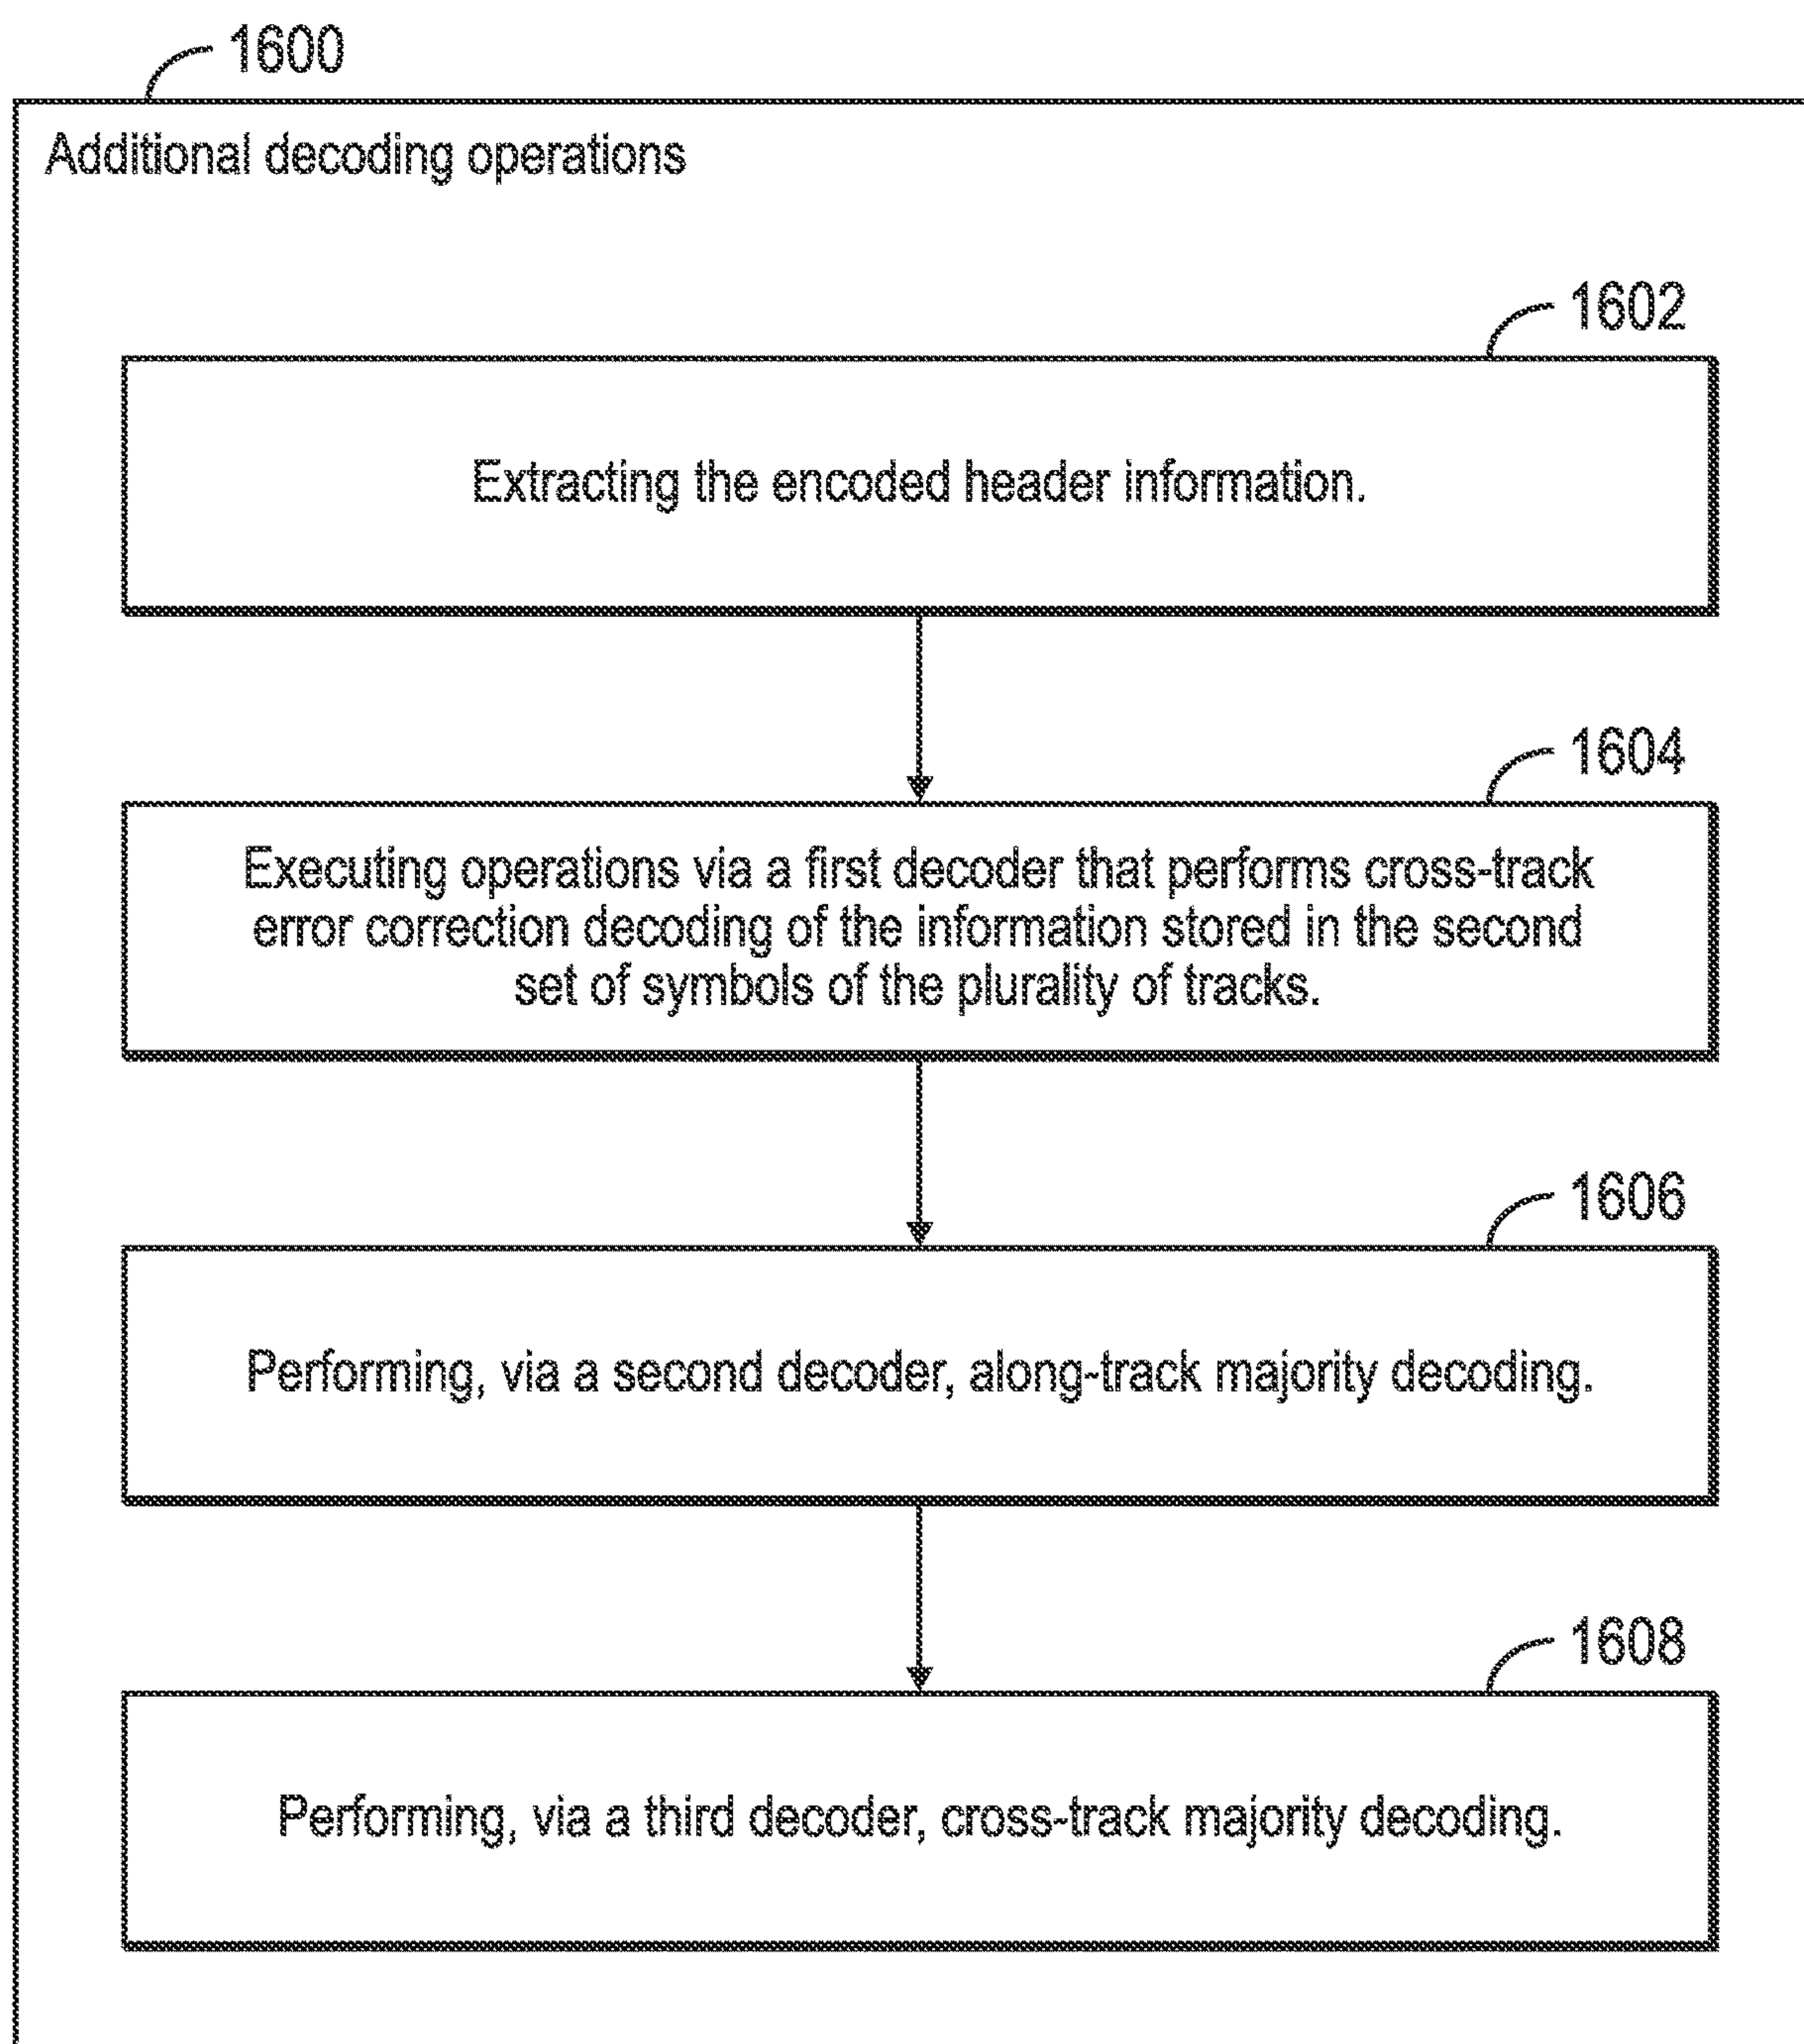 1600
Additional decoding operations
1602
Extracting the encoded header information.
1604
Executing operations via a first decoder that performs cross-track
error correction decoding of the information stored in the second
set of symbols of the plurality of tracks.
1606
Performing, via a second decoder, along-track majority decoding.
1608
Performing, via a third decoder, cross-track majority decoding.